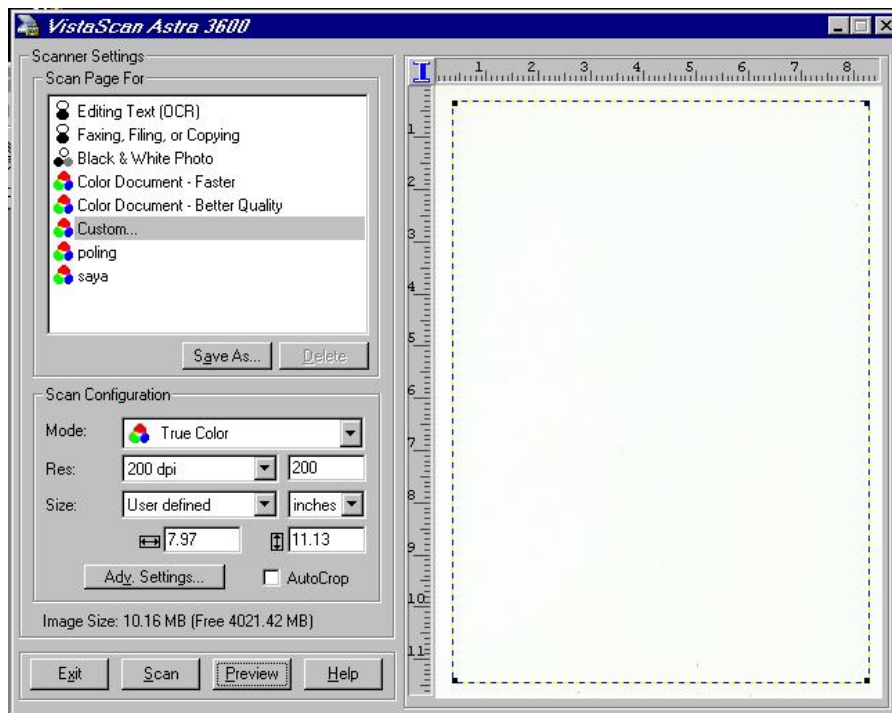 VistaScan Astra 3600
Scanner Settings
Scan Page For
Editing Text (OCR)
Faxing, Filing, or Copying
Black & White Photo
Color Document - Faster
Color Document - Better Quality
Custom...
poling
saya
Save As... Delete
Scan Configuration
Mode: True Color
Res: 200 dpi 200
Size: User defined inches
7.97 11.13
Adv. Settings... AutoCrop
Image Size: 10.16 MB (Free 4021.42 MB)
Exit Scan Preview Help
1 2 3 4 5 6 7 8
1
2
3
4
5
6
7
8
9
10
11